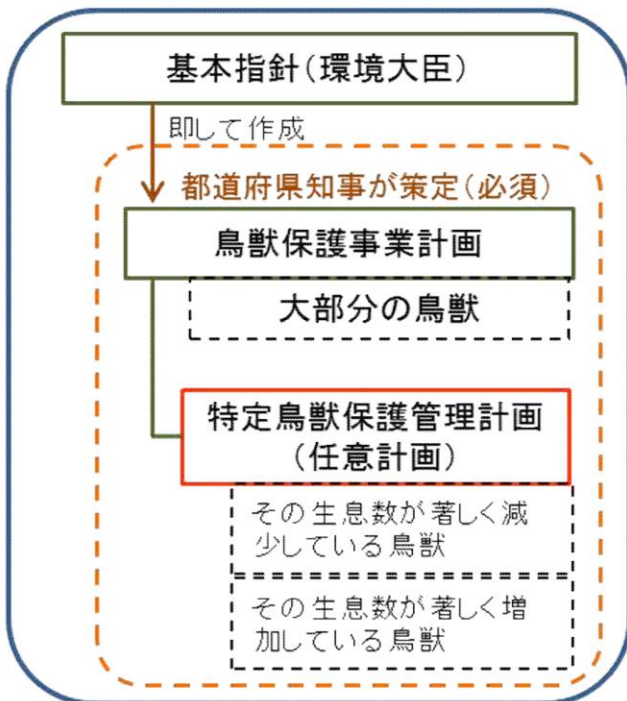 基本指針(環境大臣)
即して作成
都道府県知事が策定(必須)
鳥獣保護事業計画
大部分の鳥獣
特定鳥獣保護管理計画
(任意計画)
その生息数が著しく減
少している鳥獣
その生息数が著しく増
加している鳥獣